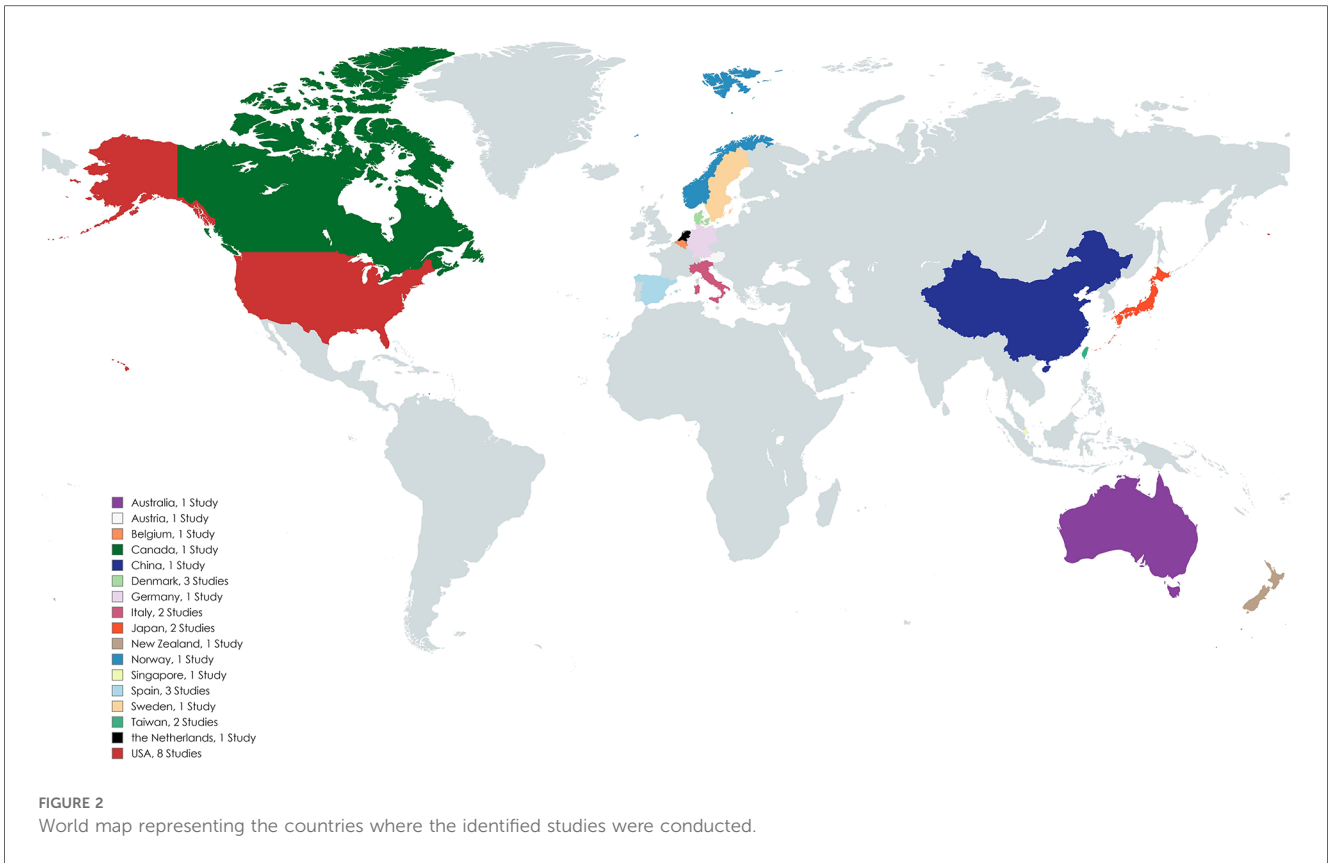 Australia, 1 Study
Austria, 1 Study
Belgium, 1 Study
Canada, 1 Study
China, 1 Study
Denmark, 3 Studies
Germany, 1 Study
Italy, 2 Studies
Japan, 2 Studies
New Zealand, 1 Study
Norway, 1 Study
Singapore, 1 Study
Spain, 3 Studies
Sweden, 1 Study
Taiwan, 2 Studies
the Netherlands, 1 Study
USA, 8 Studies
FIGURE 2
World map representing the countries where the identified studies were conducted.